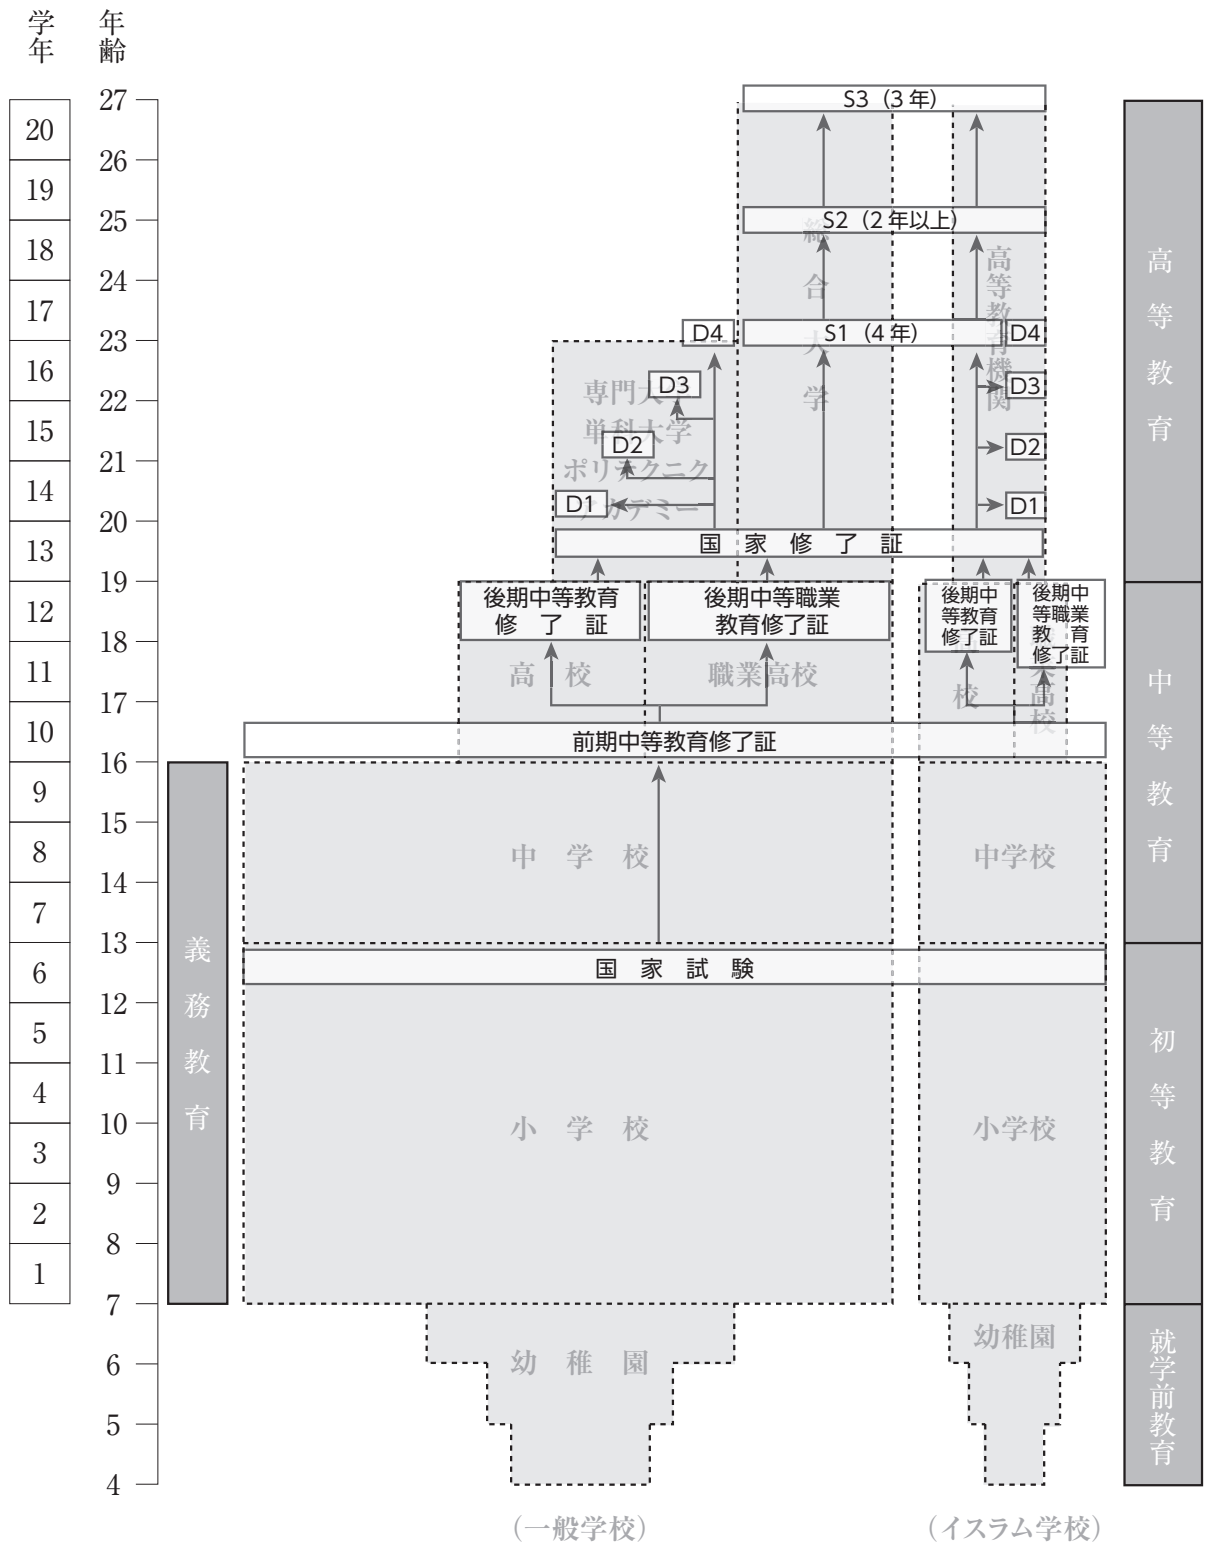 学年
年齢
27
20
26
19
25
18
24
17
23
16
22
15
21
14
20
13
19
12
18
11
17
10
16
9
15
8
14
7
13
6
12
5
11
4
10
3
9
2
8
1
7
6
5
4
義務教育
S3（3年）
S2（2年以上）
総合大学
高等教育機関
D4
S1（4年）
D4
専門大学
D3
D3
単科大学
D2
D2
ポリテクニク
D1
アカデミー
D1
国家修了証
後期中等教育
修了証
後期中等職業
教育修了証
後期中
等教育
修了証
後期中
等職業
教育
修了証
高校
職業高校
高校
職業高校
前期中等教育修了証
中学校
中学校
国家試験
小学校
小学校
幼稚園
幼稚園
（一般学校）
（イスラム学校）
高等教育
中等教育
初等教育
就学前教育